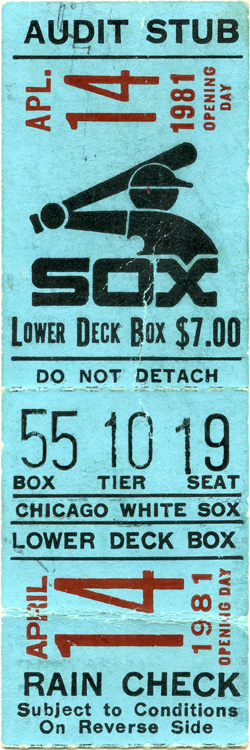 AUDIT STUB
APL. 14 1981 OPENING DAY
SOX
LOWER DECK BOX $7.00
DO NOT DETACH
55 10 19
BOX TIER SEAT
CHICAGO WHITE SOX
LOWER DECK BOX
APRIL 14 1981 OPENING DAY
RAIN CHECK
Subject to Conditions
On Reverse Side